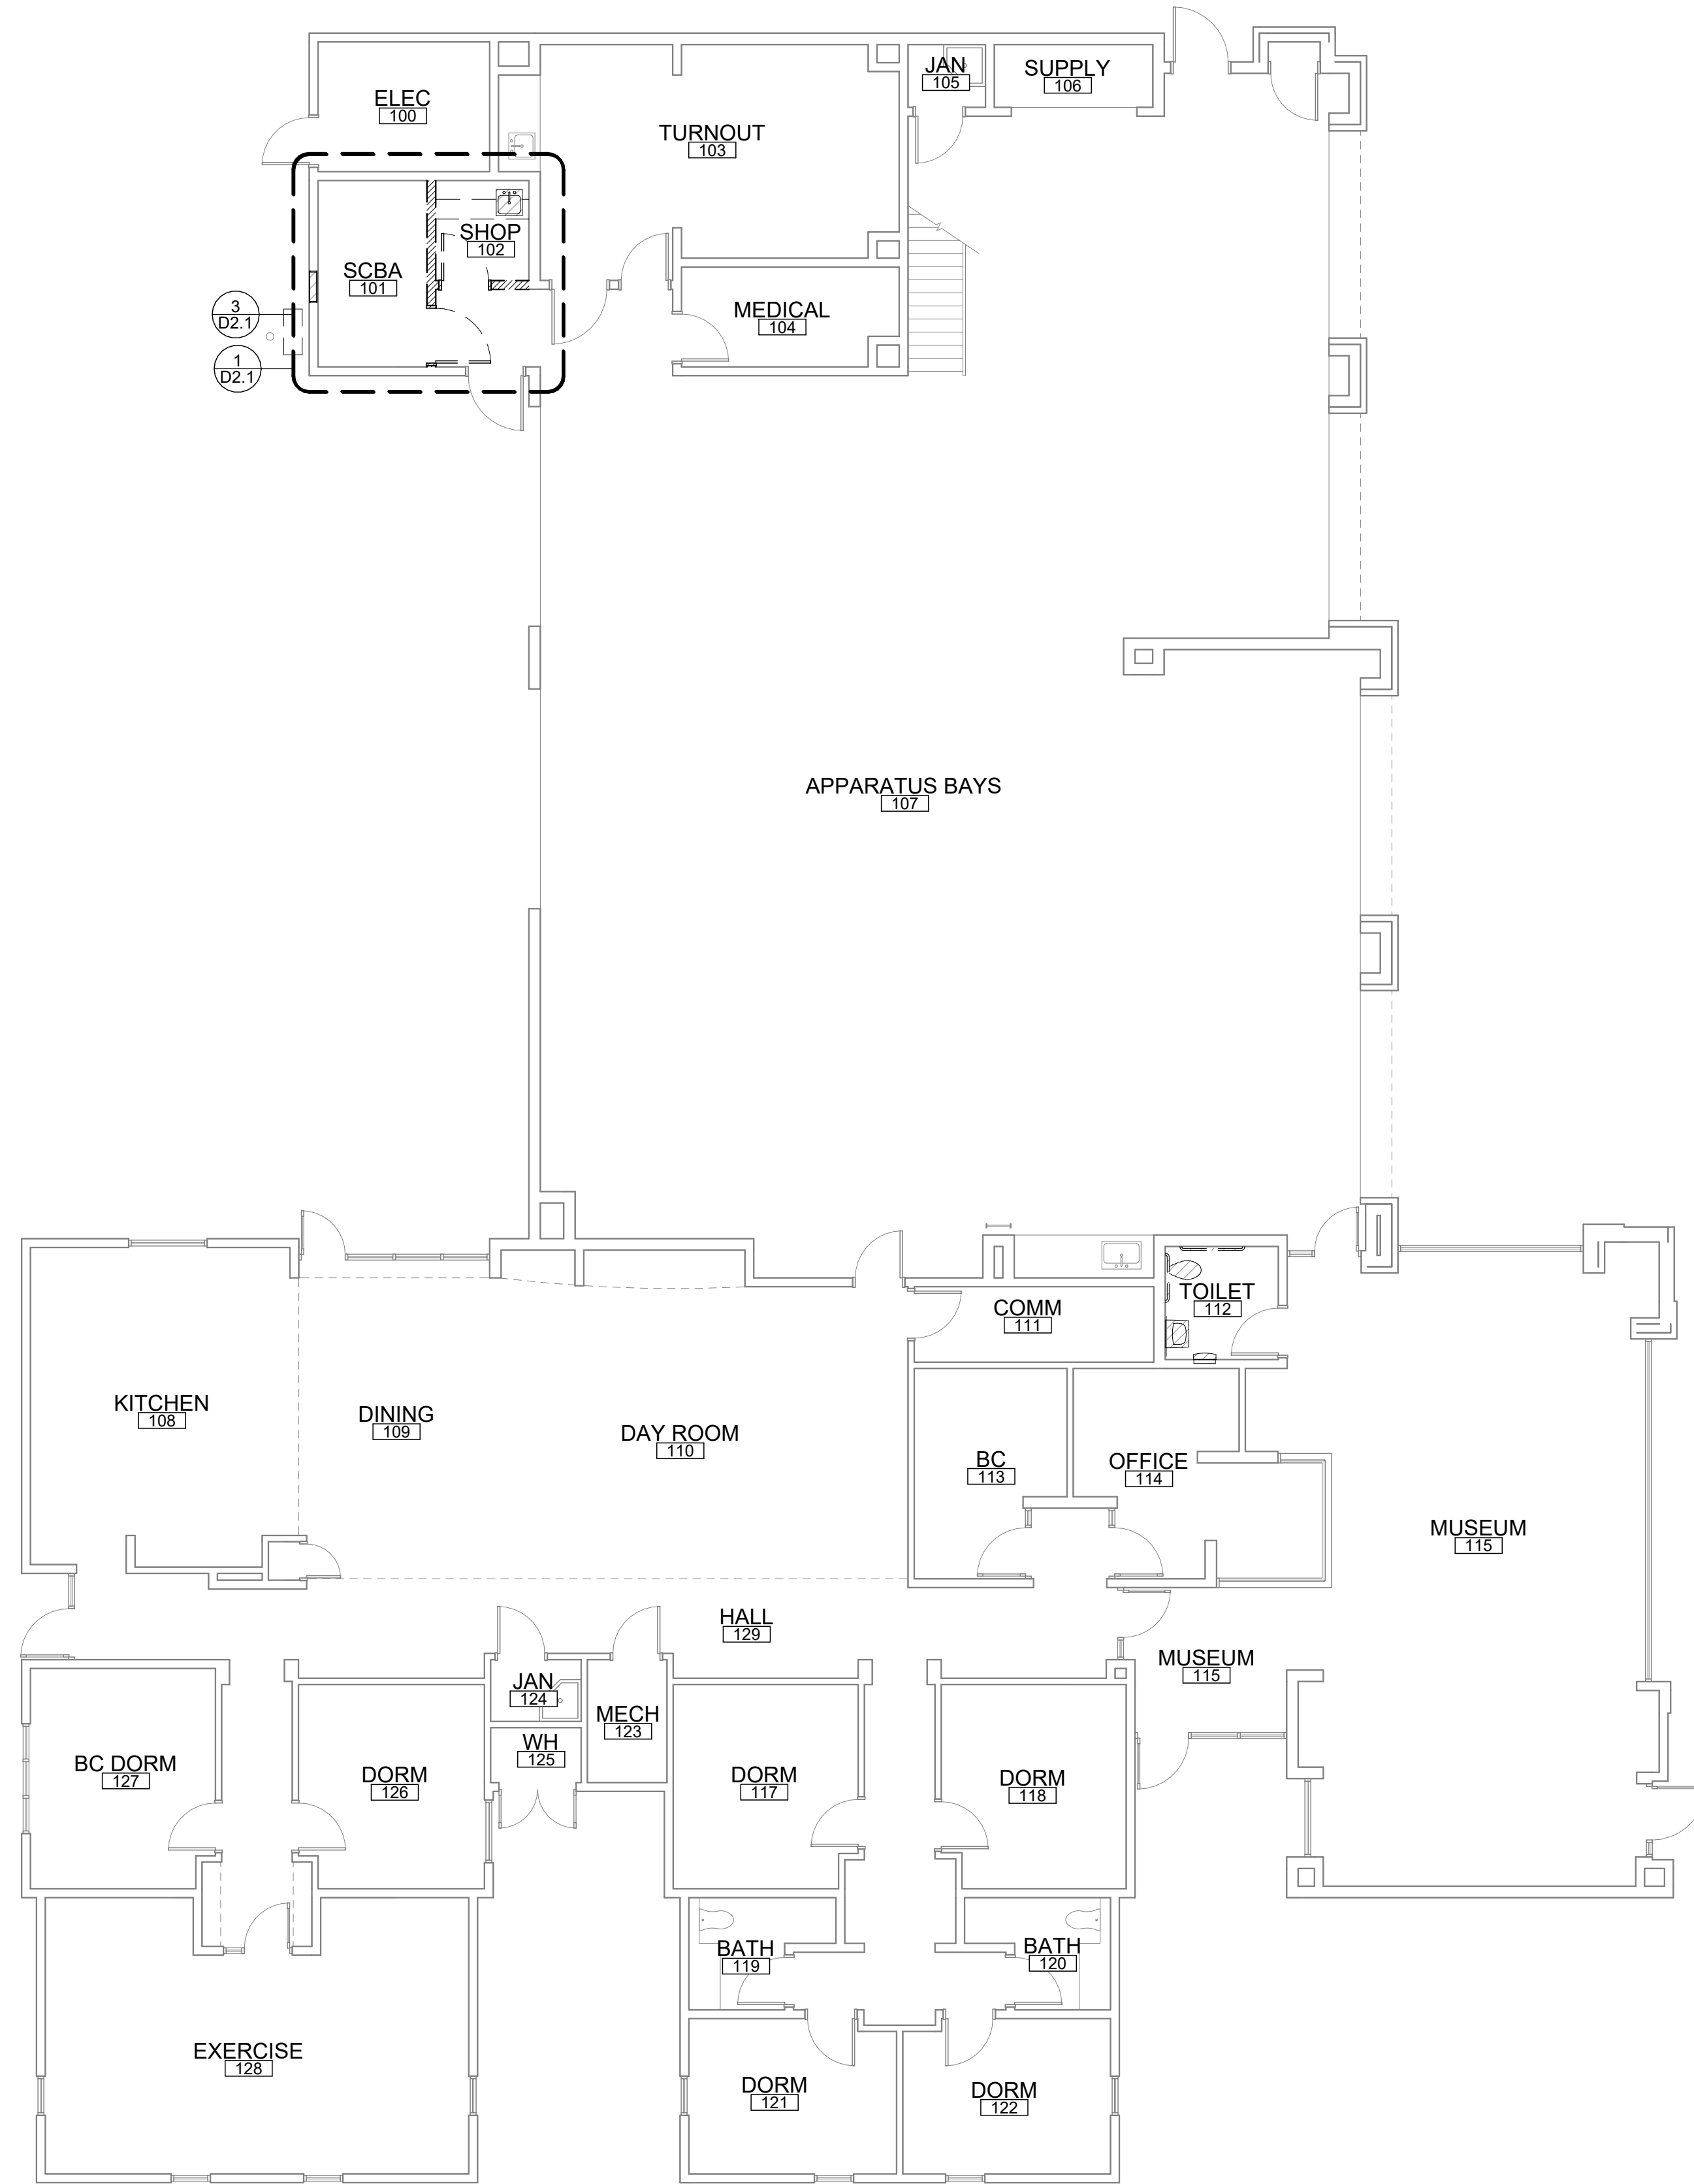 JAN
105
SUPPLY
106
ELEC
100
TURNOUT
103
SHOP
102
SCBA
101
MEDICAL
104
3
D2.1
1
D2.1
APPARATUS BAYS
107
TOILET
112
COMM
111
KITCHEN
108
DINING
109
DAY ROOM
110
BC
113
OFFICE
114
MUSEUM
115
HALL
129
MUSEUM
115
JAN
124
MECH
123
WH
125
BC DORM
127
DORM
126
DORM
117
DORM
118
BATH
119
BATH
120
EXERCISE
128
DORM
121
DORM
122